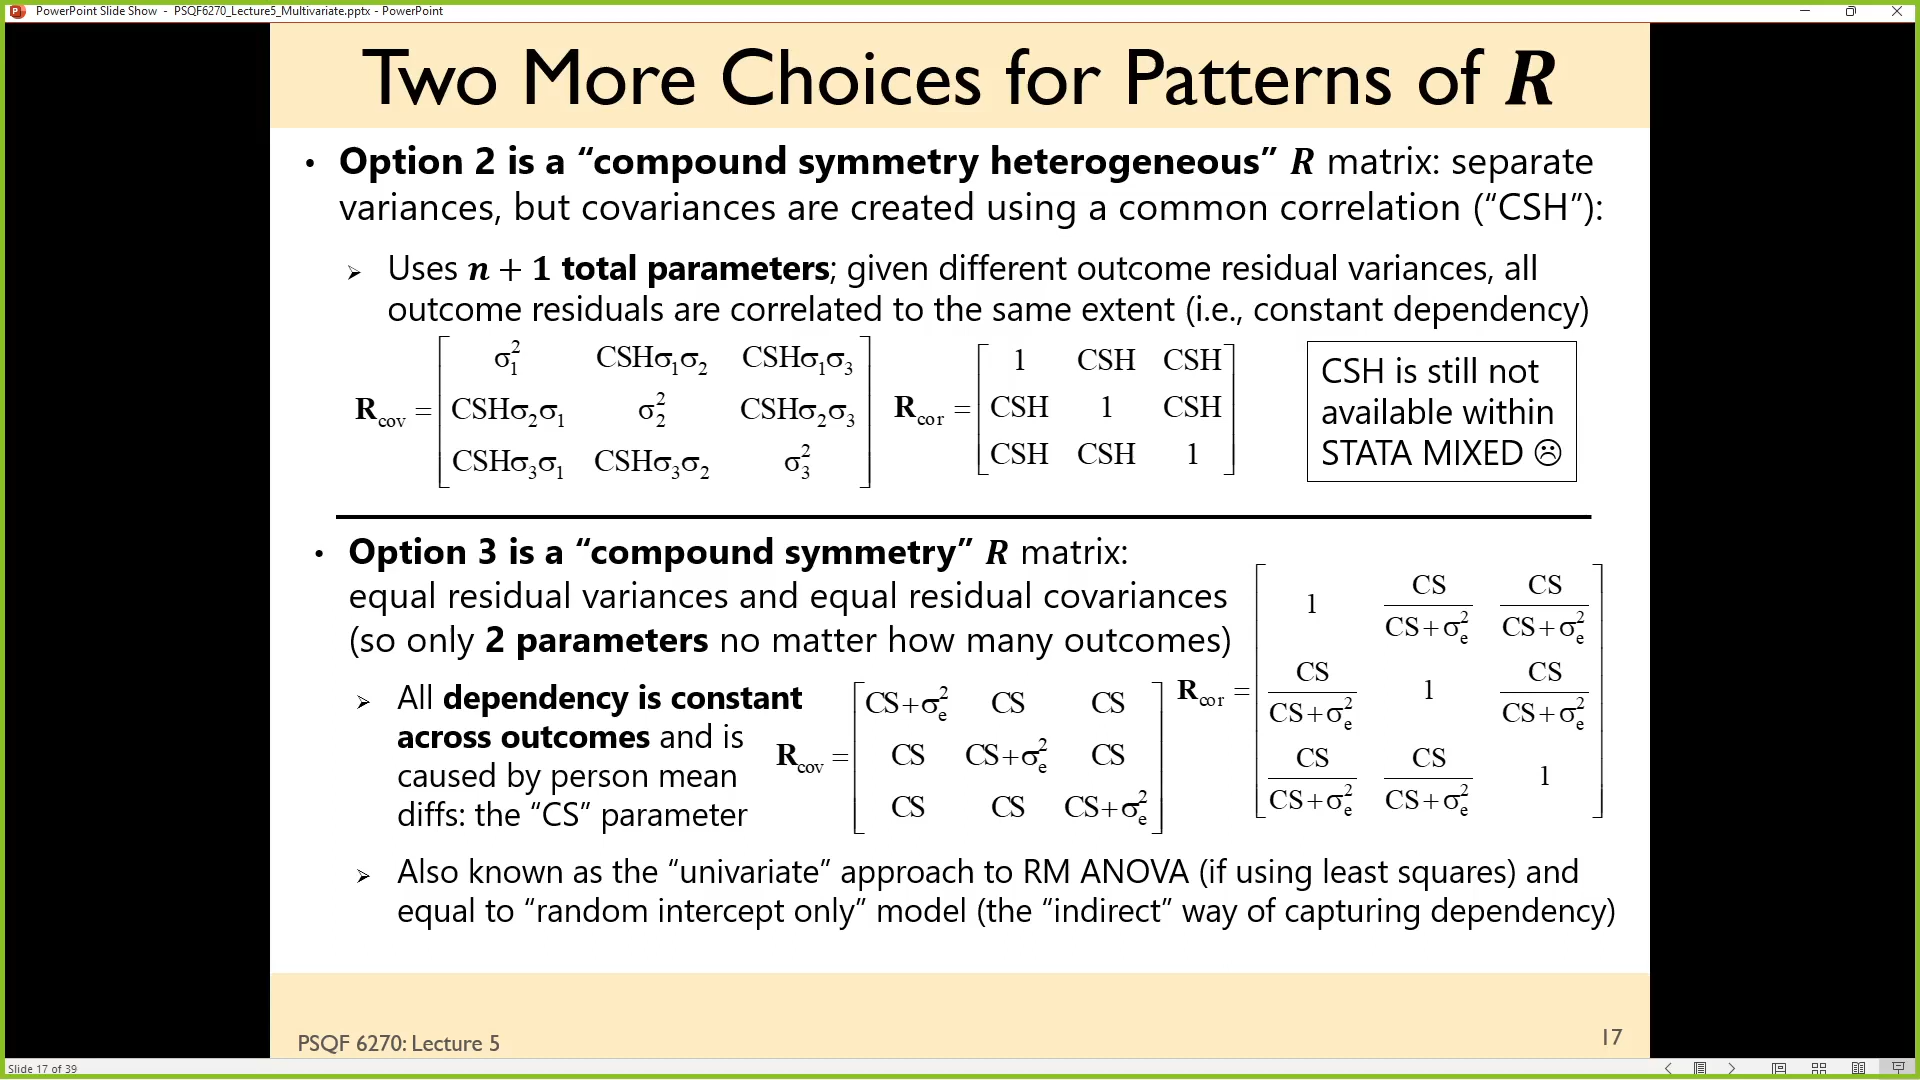 PowerPoint Slide Show - PSQF6270_Lecture5_Multivariate.pptx - PowerPoint
Two More Choices for Patterns of R
• Option 2 is a “compound symmetry heterogeneous” R matrix: separate
variances, but covariances are created using a common correlation (“CSH”):
➢ Uses n + 1 total parameters; given different outcome residual variances, all
outcome residuals are correlated to the same extent (i.e., constant dependency)
R_cov = [ σ₁² CSHσ₁σ₂ CSHσ₁σ₃
CSHσ₂σ₁ σ₂² CSHσ₂σ₃
CSHσ₃σ₁ CSHσ₃σ₂ σ₃² ]
R_cor = [ 1 CSH CSH
CSH 1 CSH
CSH CSH 1 ]
CSH is still not
available within
STATA MIXED ☹
• Option 3 is a “compound symmetry” R matrix:
equal residual variances and equal residual covariances
(so only 2 parameters no matter how many outcomes)
➢ All dependency is constant
across outcomes and is
caused by person mean
diffs: the “CS” parameter
R_cov = [ CS+σₑ² CS CS
CS CS+σₑ² CS
CS CS CS+σₑ² ]
R_cor = [ 1 CS/(CS+σₑ²) CS/(CS+σₑ²)
CS/(CS+σₑ²) 1 CS/(CS+σₑ²)
CS/(CS+σₑ²) CS/(CS+σₑ²) 1 ]
➢ Also known as the “univariate” approach to RM ANOVA (if using least squares) and
equal to “random intercept only” model (the “indirect” way of capturing dependency)
PSQF 6270: Lecture 5
17
Slide 17 of 39